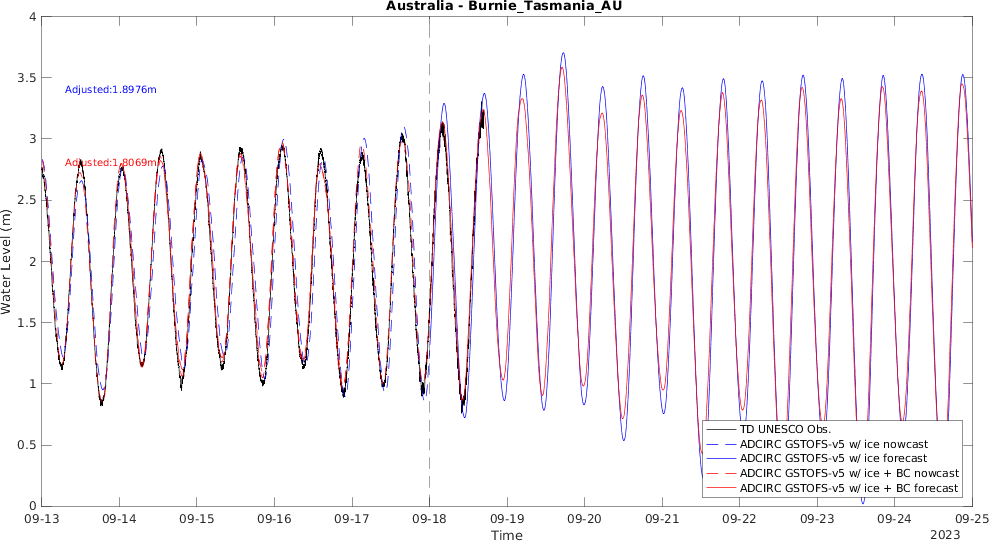 Australia - Burnie_Tasmania_AU
4
3.5
3
2.5
2
1.5
1
0.5
0
Water Level (m)
Adjusted:1.8976m
Adjusted:1.8069m
TD UNESCO Obs.
ADCIRC GSTOFS-v5 w/ ice nowcast
ADCIRC GSTOFS-v5 w/ ice forecast
ADCIRC GSTOFS-v5 w/ ice + BC nowcast
ADCIRC GSTOFS-v5 w/ ice + BC forecast
09-13 09-14 09-15 09-16 09-17 09-18 09-19 09-20 09-21 09-22 09-23 09-24 09-25
Time
2023